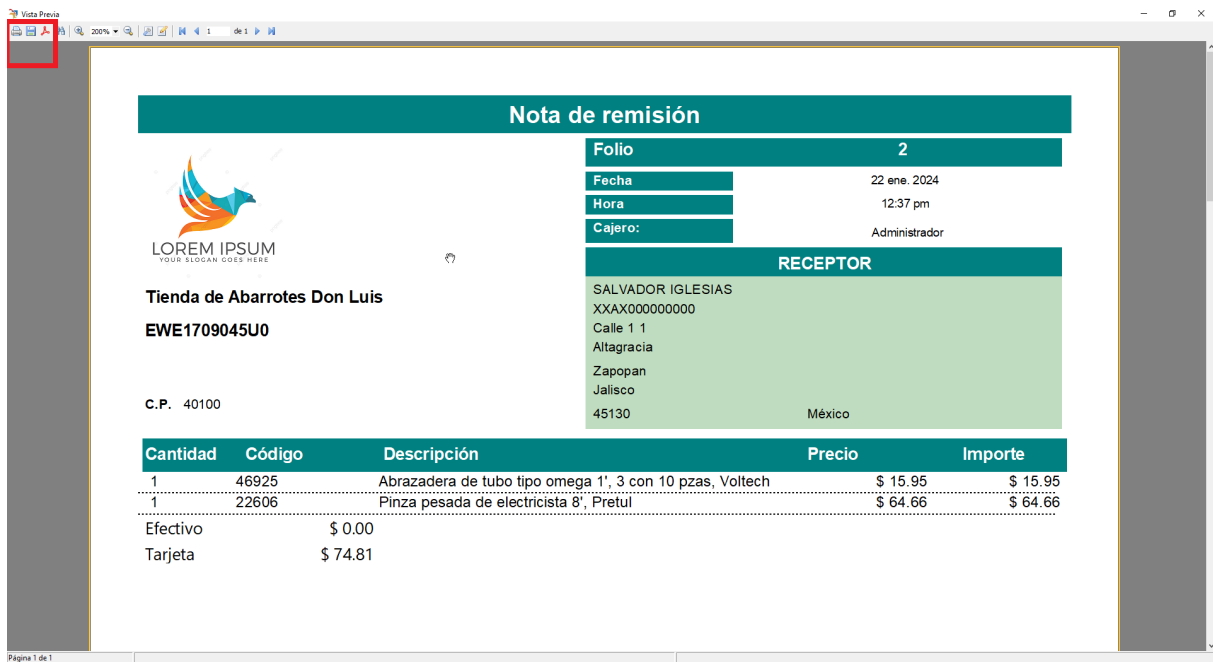 Vista Previa
200% 1 de 1
Nota de remisión
LOREM IPSUM
YOUR SLOGAN GOES HERE
Tienda de Abarrotes Don Luis
EWE1709045U0
C.P. 40100
Folio 2
Fecha 22 ene. 2024
Hora 12:37 pm
Cajero: Administrador
RECEPTOR
SALVADOR IGLESIAS
XXAX000000000
Calle 1 1
Altagracia
Zapopan
Jalisco
45130 México
Cantidad Código Descripción Precio Importe
1 46925 Abrazadera de tubo tipo omega 1', 3 con 10 pzas, Voltech $ 15.95 $ 15.95
1 22606 Pinza pesada de electricista 8', Pretul $ 64.66 $ 64.66
Efectivo $ 0.00
Tarjeta $ 74.81
Página 1 de 1